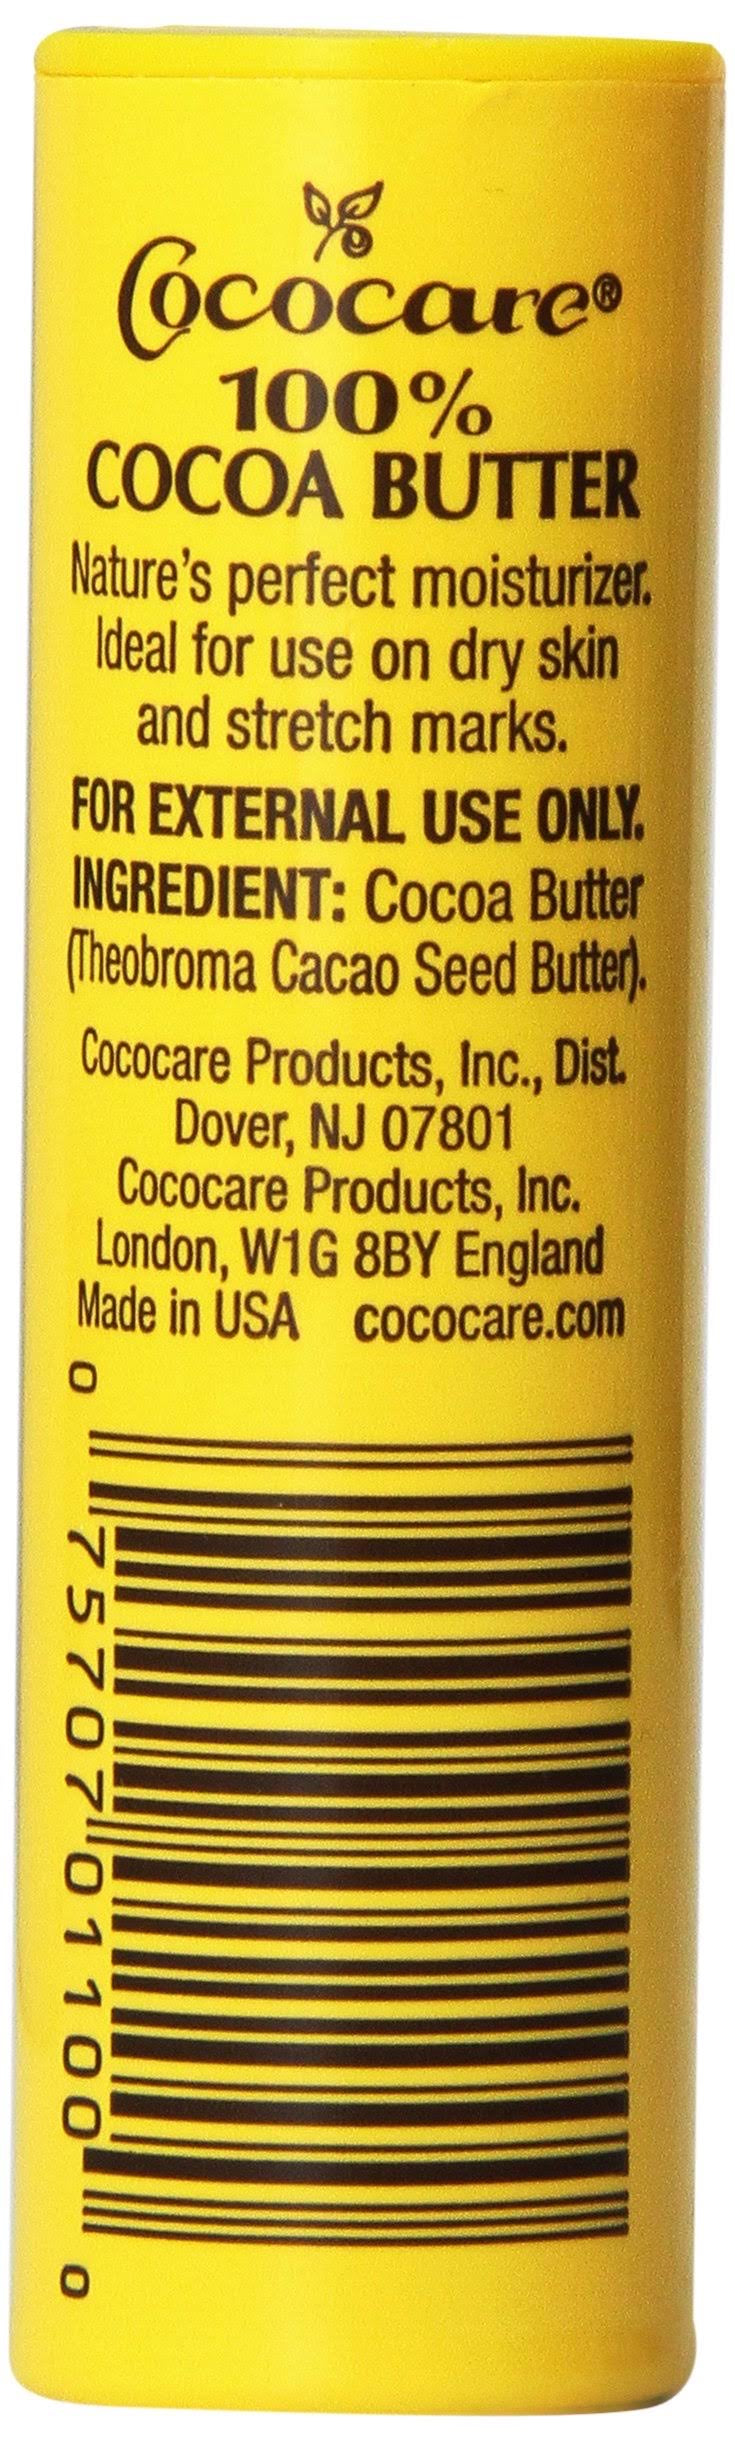 Cococare®
100%
COCOA BUTTER
Nature's perfect moisturizer.
Ideal for use on dry skin
and stretch marks.
FOR EXTERNAL USE ONLY.
INGREDIENT: Cocoa Butter
(Theobroma Cacao Seed Butter).
Cococare Products, Inc., Dist.
Dover, NJ 07801
Cococare Products, Inc.
London, W1G 8BY England
Made in USA cococare.com
0 75707 01100 0